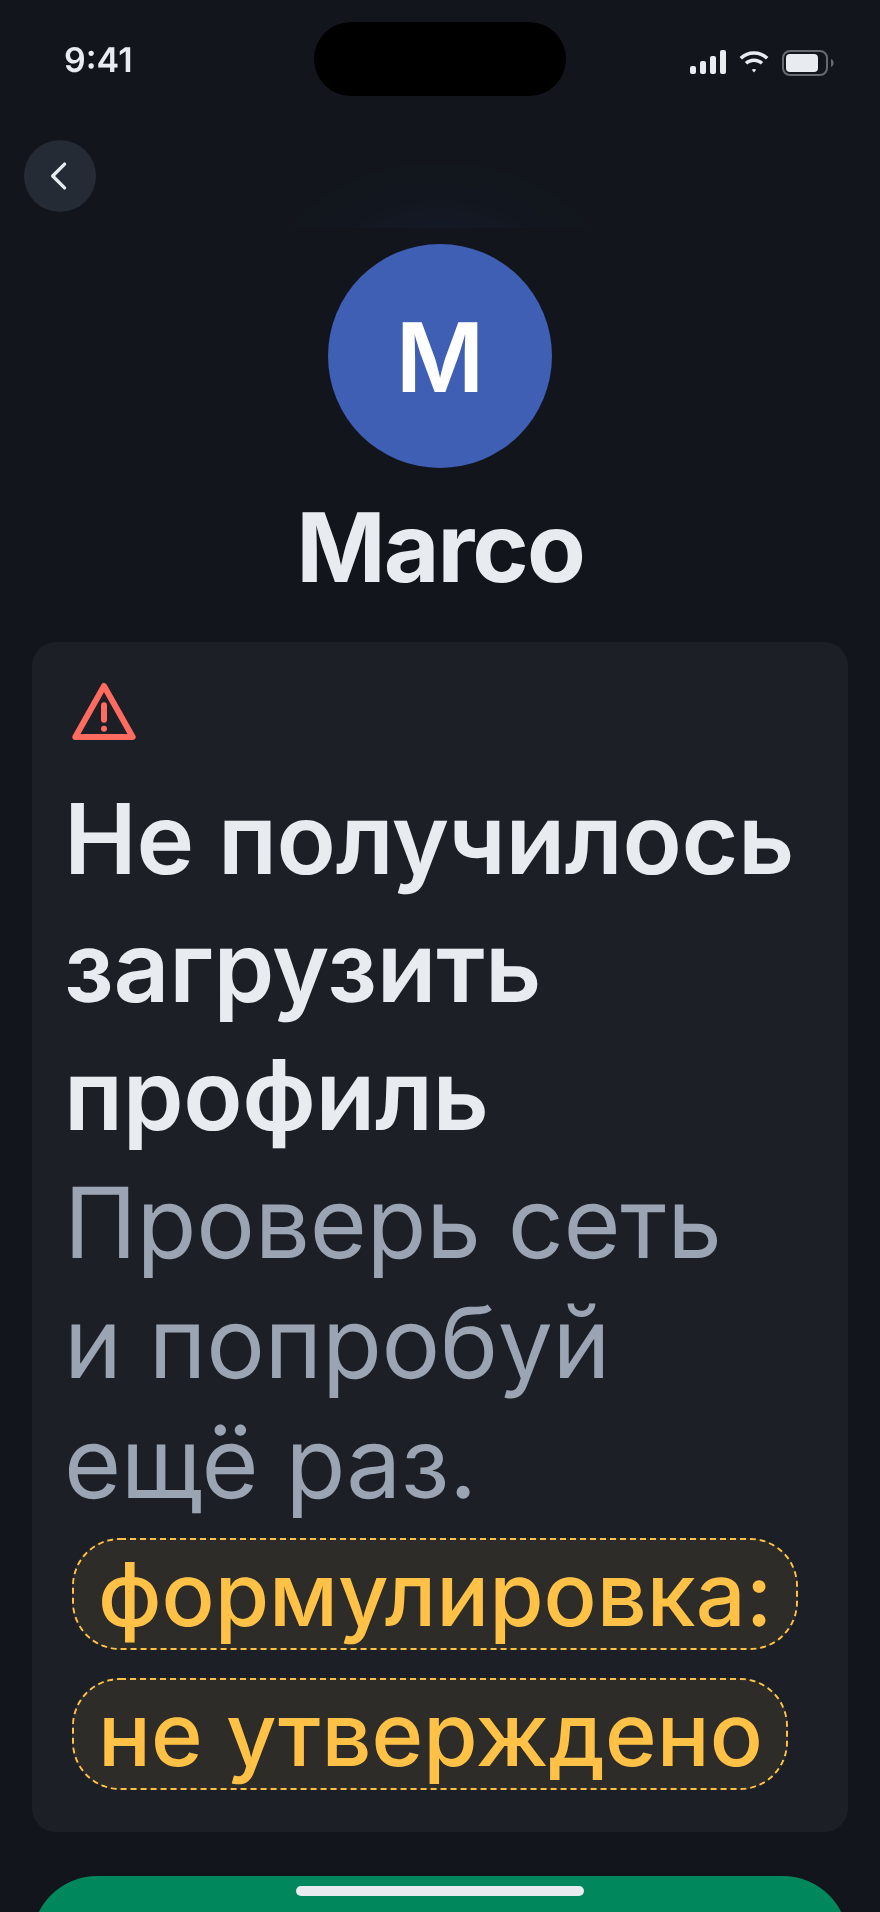 9:41
M
Marco
Не получилось
загрузить
профиль
Проверь сеть
и попробуй
ещё раз.
формулировка:
не утверждено